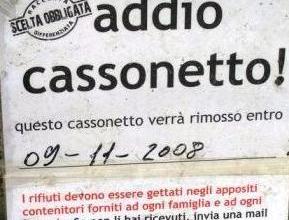 SCELTA OBBLIGATA
DIFFERENZIATA
addio
cassonetto!
questo cassonetto verrà rimosso entro
09-11-2008
I rifiuti devono essere gettati negli appositi
contenitori forniti ad ogni famiglia e ad ogni
li hai ricevuti, invia una mail